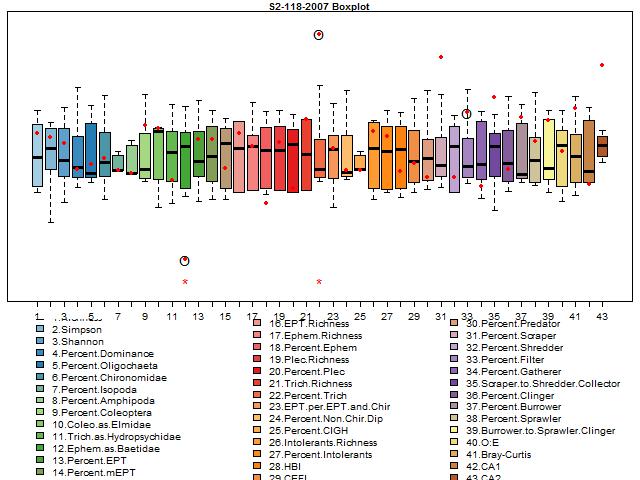 S2-118-2007 Boxplot
1 3 5 7 9 11 13 15 17 19 21 23 25 27 29 31 33 35 37 39 41 43
1.Richness
2.Simpson
3.Shannon
4.Percent.Dominance
5.Percent.Oligochaeta
6.Percent.Chironomidae
7.Percent.Isopoda
8.Percent.Amphipoda
9.Percent.Coleoptera
10.Coleo.as.Elmidae
11.Trich.as.Hydropsychidae
12.Ephem.as.Baetidae
13.Percent.EPT
14.Percent.mEPT
16.EPT.Richness
17.Ephem.Richness
18.Percent.Ephem
19.Plec.Richness
20.Percent.Plec
21.Trich.Richness
22.Percent.Trich
23.EPT.per.EPT.and.Chir
24.Percent.Non.Chir.Dip
25.Percent.CIGH
26.Intolerants.Richness
27.Percent.Intolerants
28.HBI
29.CEFI
30.Percent.Predator
31.Percent.Scraper
32.Percent.Shredder
33.Percent.Filter
34.Percent.Gatherer
35.Scraper.to.Shredder.Collector
36.Percent.Clinger
37.Percent.Burrower
38.Percent.Sprawler
39.Burrower.to.Sprawler.Clinger
40.O:E
41.Bray-Curtis
42.CA1
43.CA2